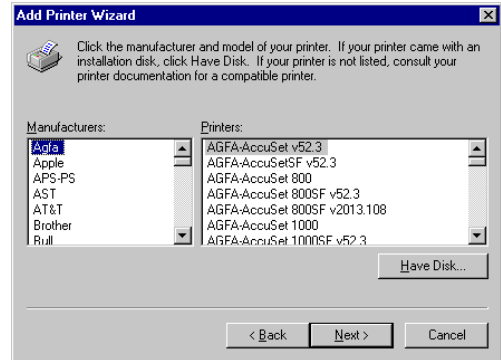 Add Printer Wizard
Click the manufacturer and model of your printer. If your printer came with an
installation disk, click Have Disk. If your printer is not listed, consult your
printer documentation for a compatible printer.
Manufacturers:
Agfa
Apple
APS-PS
AST
AT&T
Brother
Bull
Printers:
AGFA-AccuSet v52.3
AGFA-AccuSetSF v52.3
AGFA-AccuSet 800
AGFA-AccuSet 800SF v52.3
AGFA-AccuSet 800SF v2013.108
AGFA-AccuSet 1000
AGFA-AccuSet 1000SF v52.3
Have Disk...
< Back
Next >
Cancel